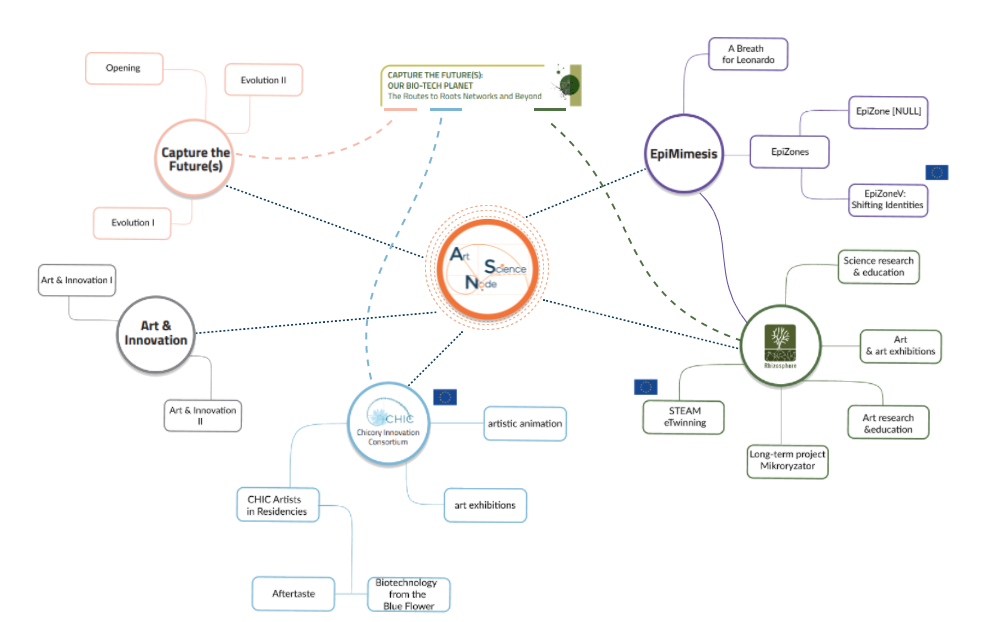 A Breath
for Leonardo
Opening
Evolution II
CAPTURE THE FUTURE(S):
OUR BIO-TECH PLANET
The Routes to Roots Networks and Beyond
EpiZone [NULL]
Capture the
Future(s)
EpiMimesis
EpiZones
EpiZoneV:
Shifting Identities
Evolution I
Art
Science
Node
Science research
& education
Art & Innovation I
Art &
Innovation
Rhizosphere
Art
& art exhibitions
STEAM
eTwinning
Art research
&education
Long-term project
Mikroryzator
Art & Innovation
II
CHIC
Chicory Innovation
Consortium
artistic animation
CHIC Artists
in Residencies
art exhibitions
Aftertaste
Biotechnology
from the
Blue Flower